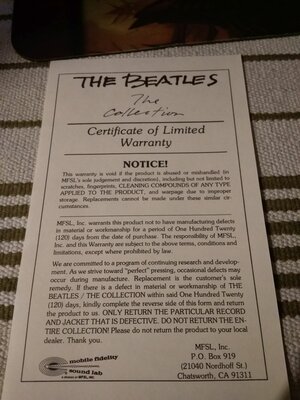 THE BEATLES
The
Collection
Certificate of Limited
Warranty
NOTICE!
This warranty is void if the product is abused or mishandled (in
MFSL's sole judgement and discretion), including but not limited to
scratches, fingerprints, CLEANING COMPOUNDS OF ANY TYPE
APPLIED TO THE PRODUCT, and warpage due to improper
storage. Replacements cannot be made under these similar cir-
cumstances.
MFSL, Inc. warrants this product not to have manufacturing defects
in material or workmanship for a period of One Hundred Twenty
(120) days from the date of purchase. The responsibility of MFSL,
Inc. and this Warranty are subject to the above terms, conditions and
limitations, except where prohibited by law.
We are committed to a program of continuing research and develop-
ment. As we strive toward "perfect" pressing, occasional defects may
occur during manufacture. Replacement is the customer's sole
remedy. If there is a defect in material or workmanship of THE
BEATLES / THE COLLECTION within said One Hundred Twenty
(120) days, kindly complete the reverse side of this form and return
the product to us. ONLY RETURN THE PARTICULAR RECORD
AND JACKET THAT IS DEFECTIVE. DO NOT RETURN THE EN-
TIRE COLLECTION! Please do not return the product to your local
dealer. Thank you.
mobile fidelity
sound lab
a division of MFSL, INC.
MFSL, Inc.
P.O. Box 919
(21040 Nordhoff St.)
Chatsworth, CA 91311